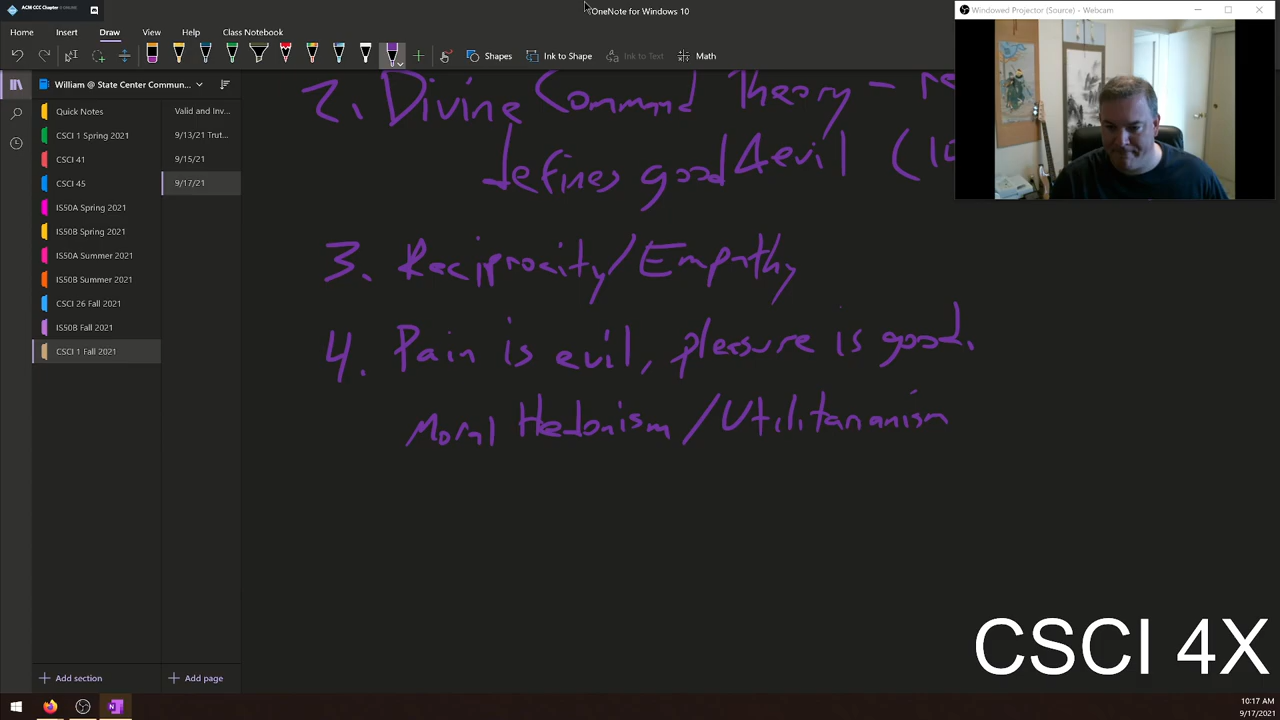 ACM CCC Chapter
OneNote for Windows 10
Windowed Projector (Source) - Webcam
Home Insert Draw View Help Class Notebook
Shapes Ink to Shape Ink to Text Math
William @ State Center Commun...
Quick Notes
CSCI 1 Spring 2021
CSCI 41
CSCI 45
IS50A Spring 2021
IS50B Spring 2021
IS50A Summer 2021
IS50B Summer 2021
CSCI 26 Fall 2021
IS50B Fall 2021
CSCI 1 Fall 2021
Valid and Inv...
9/13/21 Trut...
9/15/21
9/17/21
2. Divine Command Theory - re
defines good & evil (10
3. Reciprocity/Empathy
4. Pain is evil, pleasure is good.
Moral Hedonism/Utilitarianism
CSCI 4X
Add section
Add page
10:17 AM
9/17/2021